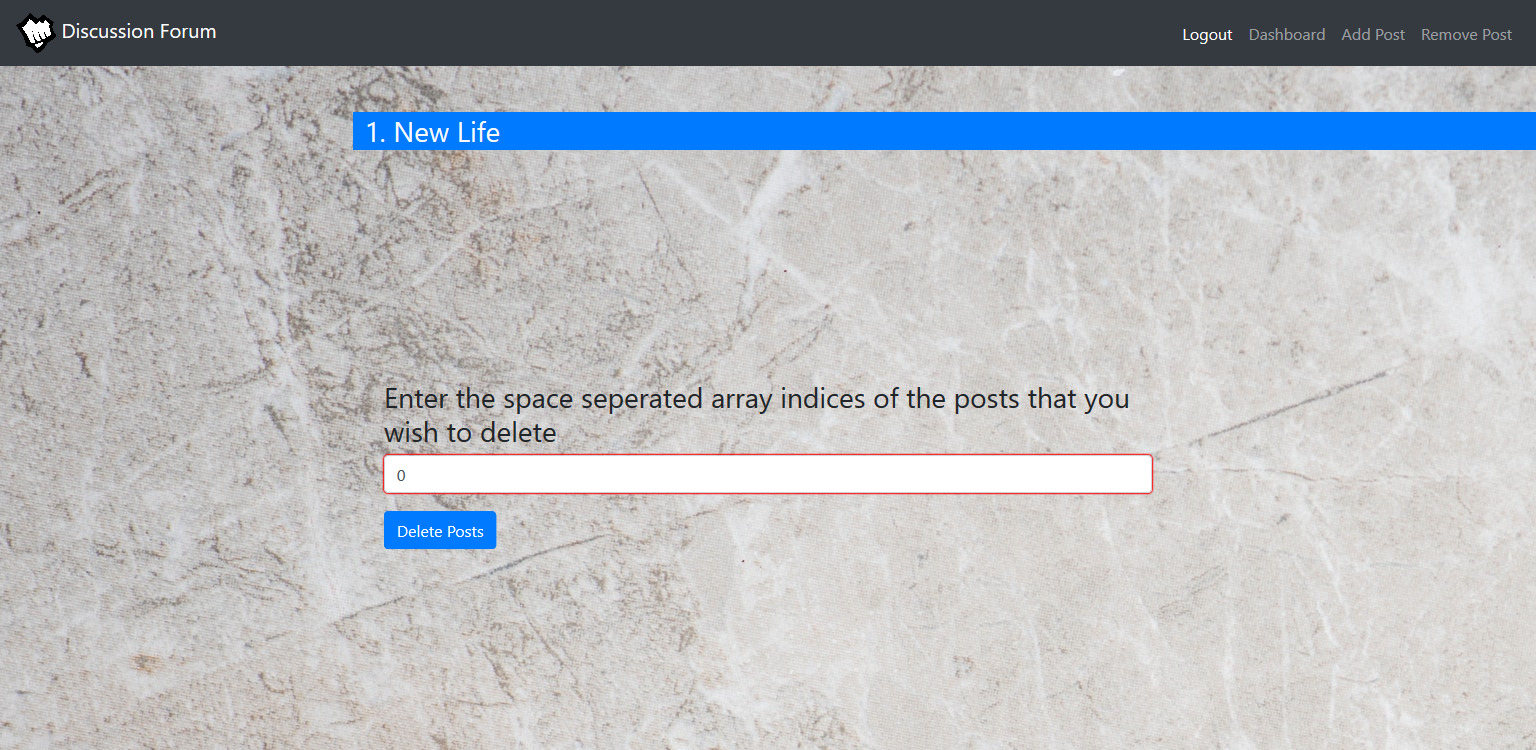 Discussion Forum
Logout Dashboard Add Post Remove Post
1. New Life
Enter the space seperated array indices of the posts that you
wish to delete
0
Delete Posts